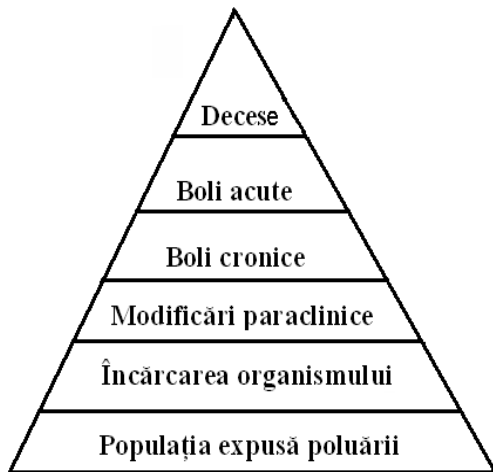 Decese
Boli acute
Boli cronice
Modificări paraclinice
Încărcarea organismului
Populația expusă poluării